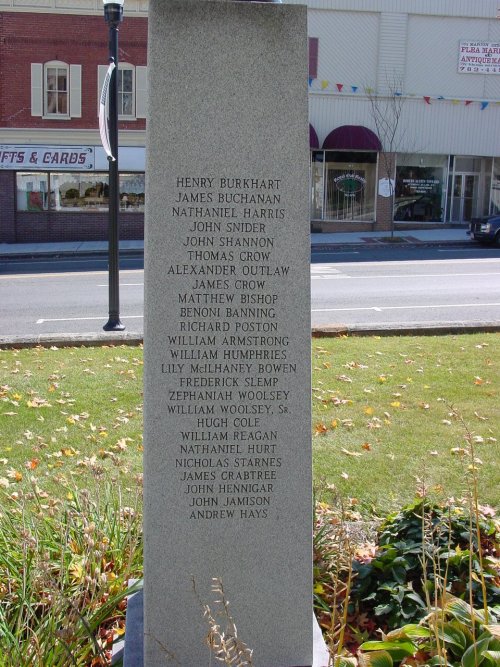 HENRY BURKHART
JAMES BUCHANAN
NATHANIEL HARRIS
JOHN SNIDER
JOHN SHANNON
THOMAS CROW
ALEXANDER OUTLAW
JAMES CROW
MATTHEW BISHOP
BENONI BANNING
RICHARD POSTON
WILLIAM ARMSTRONG
WILLIAM HUMPHRIES
LILY McILHANEY BOWEN
FREDERICK SLEMP
ZEPHANIAH WOOLSEY
WILLIAM WOOLSEY, SR.
HUGH COLE
WILLIAM REAGAN
NATHANIEL HURT
NICHOLAS STARNES
JAMES CRABTREE
JOHN HENNIGAR
JOHN JAMISON
ANDREW HAYS
FTS & CARDS
FLEA MAR
ANTIQUE MA